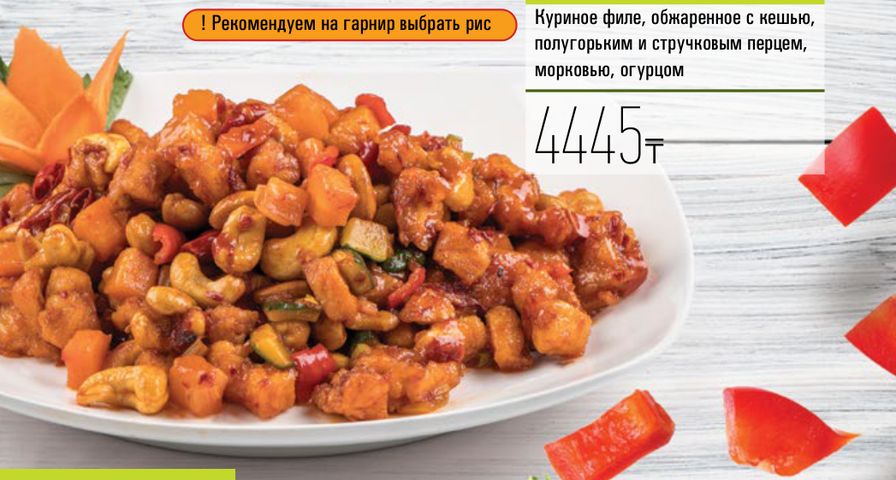 ! Рекомендуем на гарнир выбрать рис
Куриное филе, обжаренное с кешью,
полугорьким и стручковым перцем,
морковью, огурцом
4445₸